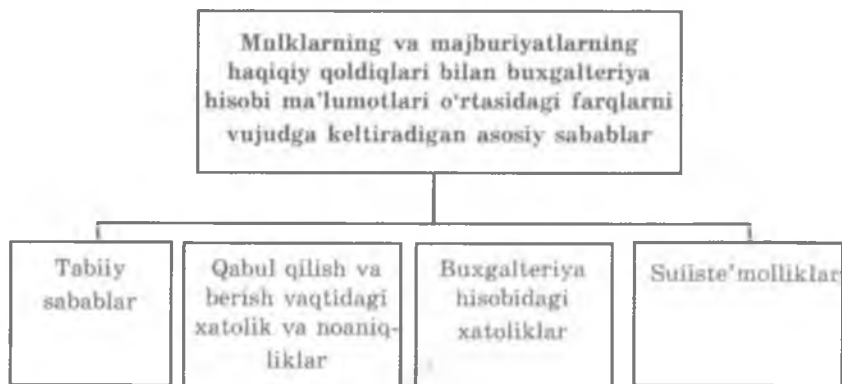 Mulklarning va majburiyatlarning
haqiqiy qoldiqlari bilan buxgalteriya
hisobi ma'lumotlari o'rtasidagi farqlarni
vujudga keltiradigan asosiy sabablar
Tabiiy
sabablar
Qabul qilish va
berish vaqtidagi
xatolik va noaniq-
liklar
Buxgalteriya
hisobidagi
xatoliklar
Suiiste'molliklar